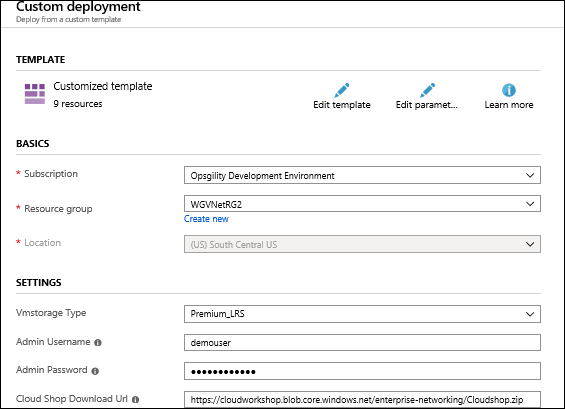 Custom deployment
Deploy from a custom template
TEMPLATE
Customized template
9 resources
Edit template
Edit paramet...
Learn more
BASICS
* Subscription
Opsgility Development Environment
* Resource group
WGVNetRG2
Create new
* Location
(US) South Central US
SETTINGS
Vmstorage Type
Premium_LRS
Admin Username
demouser
Admin Password
••••••••••••
Cloud Shop Download Url
https://cloudworkshop.blob.core.windows.net/enterprise-networking/Cloudshop.zip